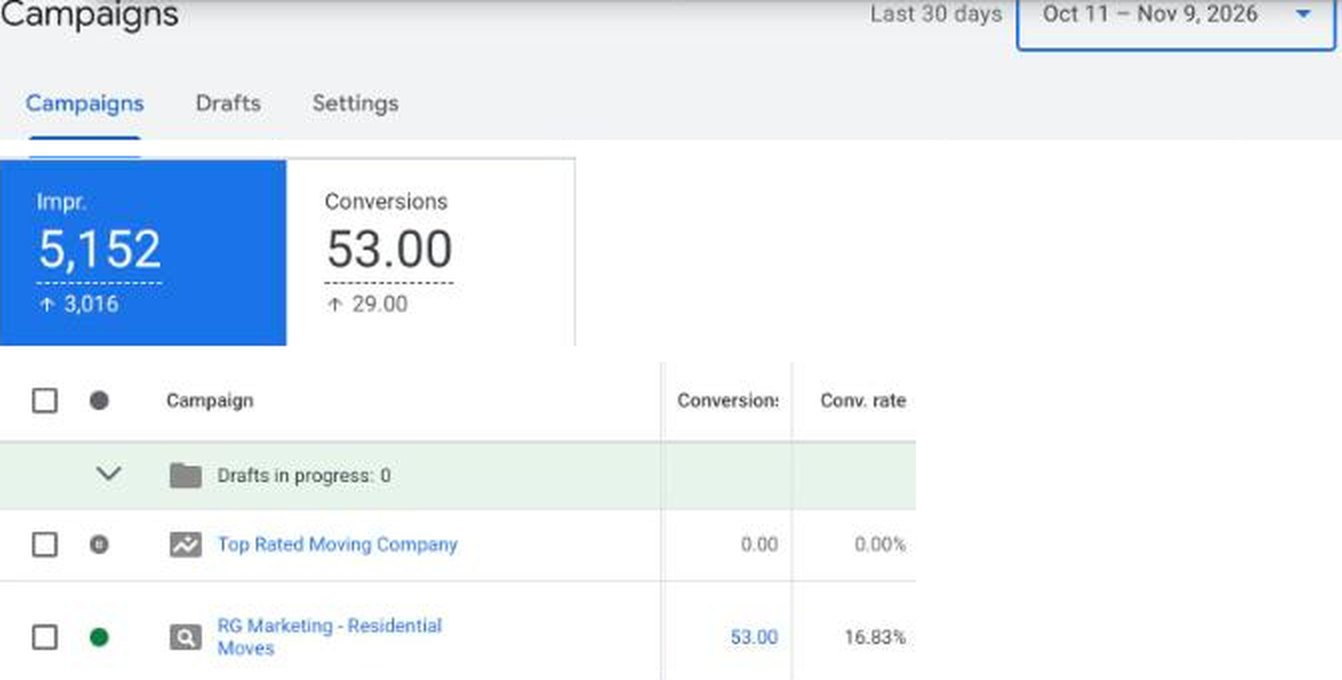 Campaigns
Last 30 days Oct 11 – Nov 9, 2026
Campaigns Drafts Settings
Impr. Conversions
5,152 53.00
↑ 3,016 ↑ 29.00
Campaign Conversions Conv. rate
Drafts in progress: 0
Top Rated Moving Company 0.00 0.00%
RG Marketing - Residential
Moves 53.00 16.83%